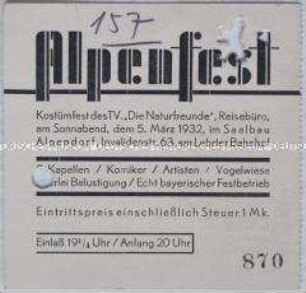 157
Alpenfest
Kostümfest des TV. „Die Naturfreunde", Reisebüro,
am Sonnabend, dem 5. März 1932, im Saalbau
Alpendorf, Invalidenstr. 63, am Lehrter Bahnhof
Kapellen / Komiker / Artisten / Vogelwiese
Belustigung / Echt bayerischer Festbetrieb
Eintrittspreis einschließlich Steuer 1 Mk.
Einlaß 19¼ Uhr / Anfang 20 Uhr
870